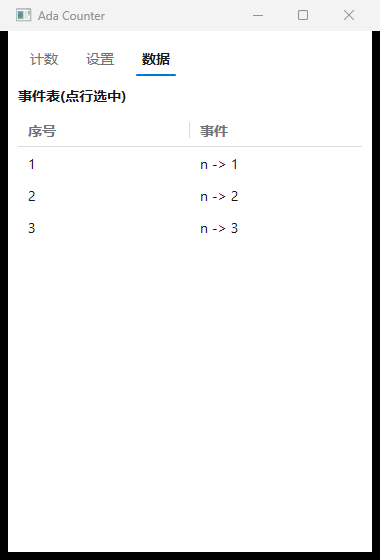 Ada Counter
计数 设置 数据
事件表(点行选中)
序号 事件
1 n -> 1
2 n -> 2
3 n -> 3